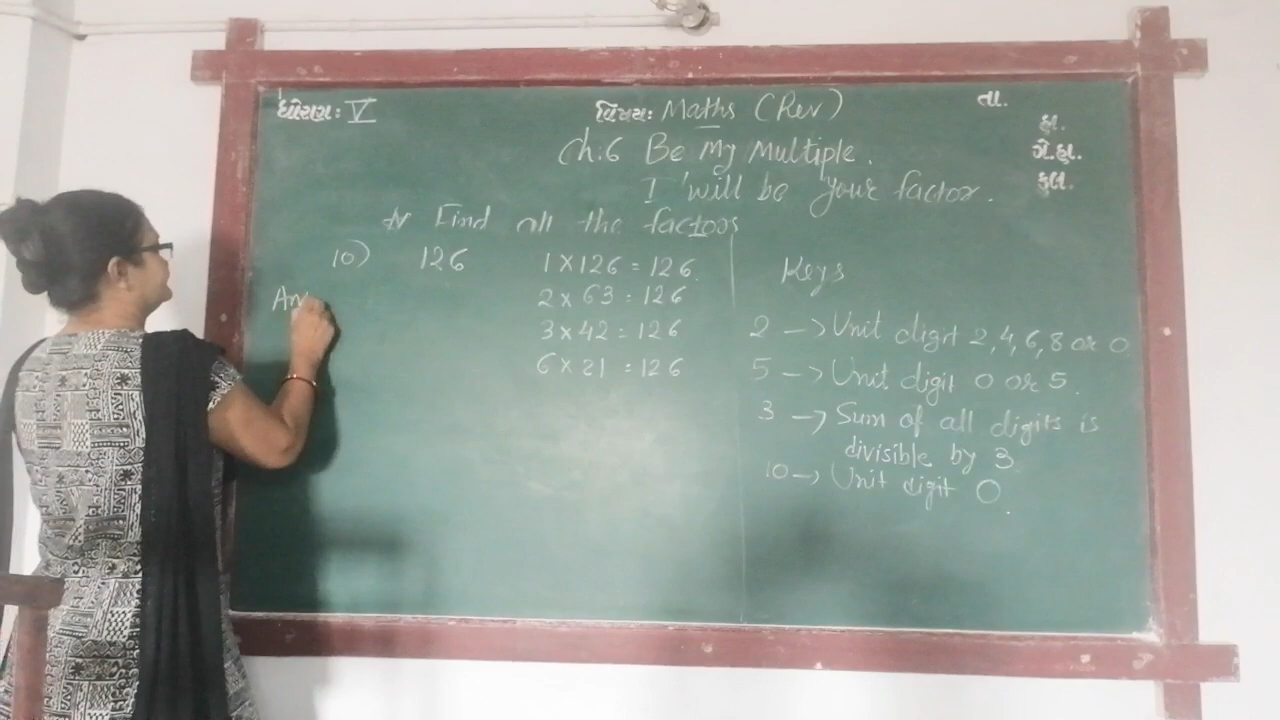 ધોરણ: V
વિષય: Maths (Rev)
તા.
હા.
ગે.હા.
કુલ.
Ch:6 Be My Multiple.
I 'will be your factor.
Find all the factors
10) 126
1 X 126 = 126.
2 x 63 = 126
3 x 42 = 126
6 x 21 = 126
An
Keys
2 -> Unit digit 2, 4, 6, 8 or 0
5 -> Unit digit 0 or 5.
3 -> Sum of all digits is
divisible by 3
10 -> Unit digit 0